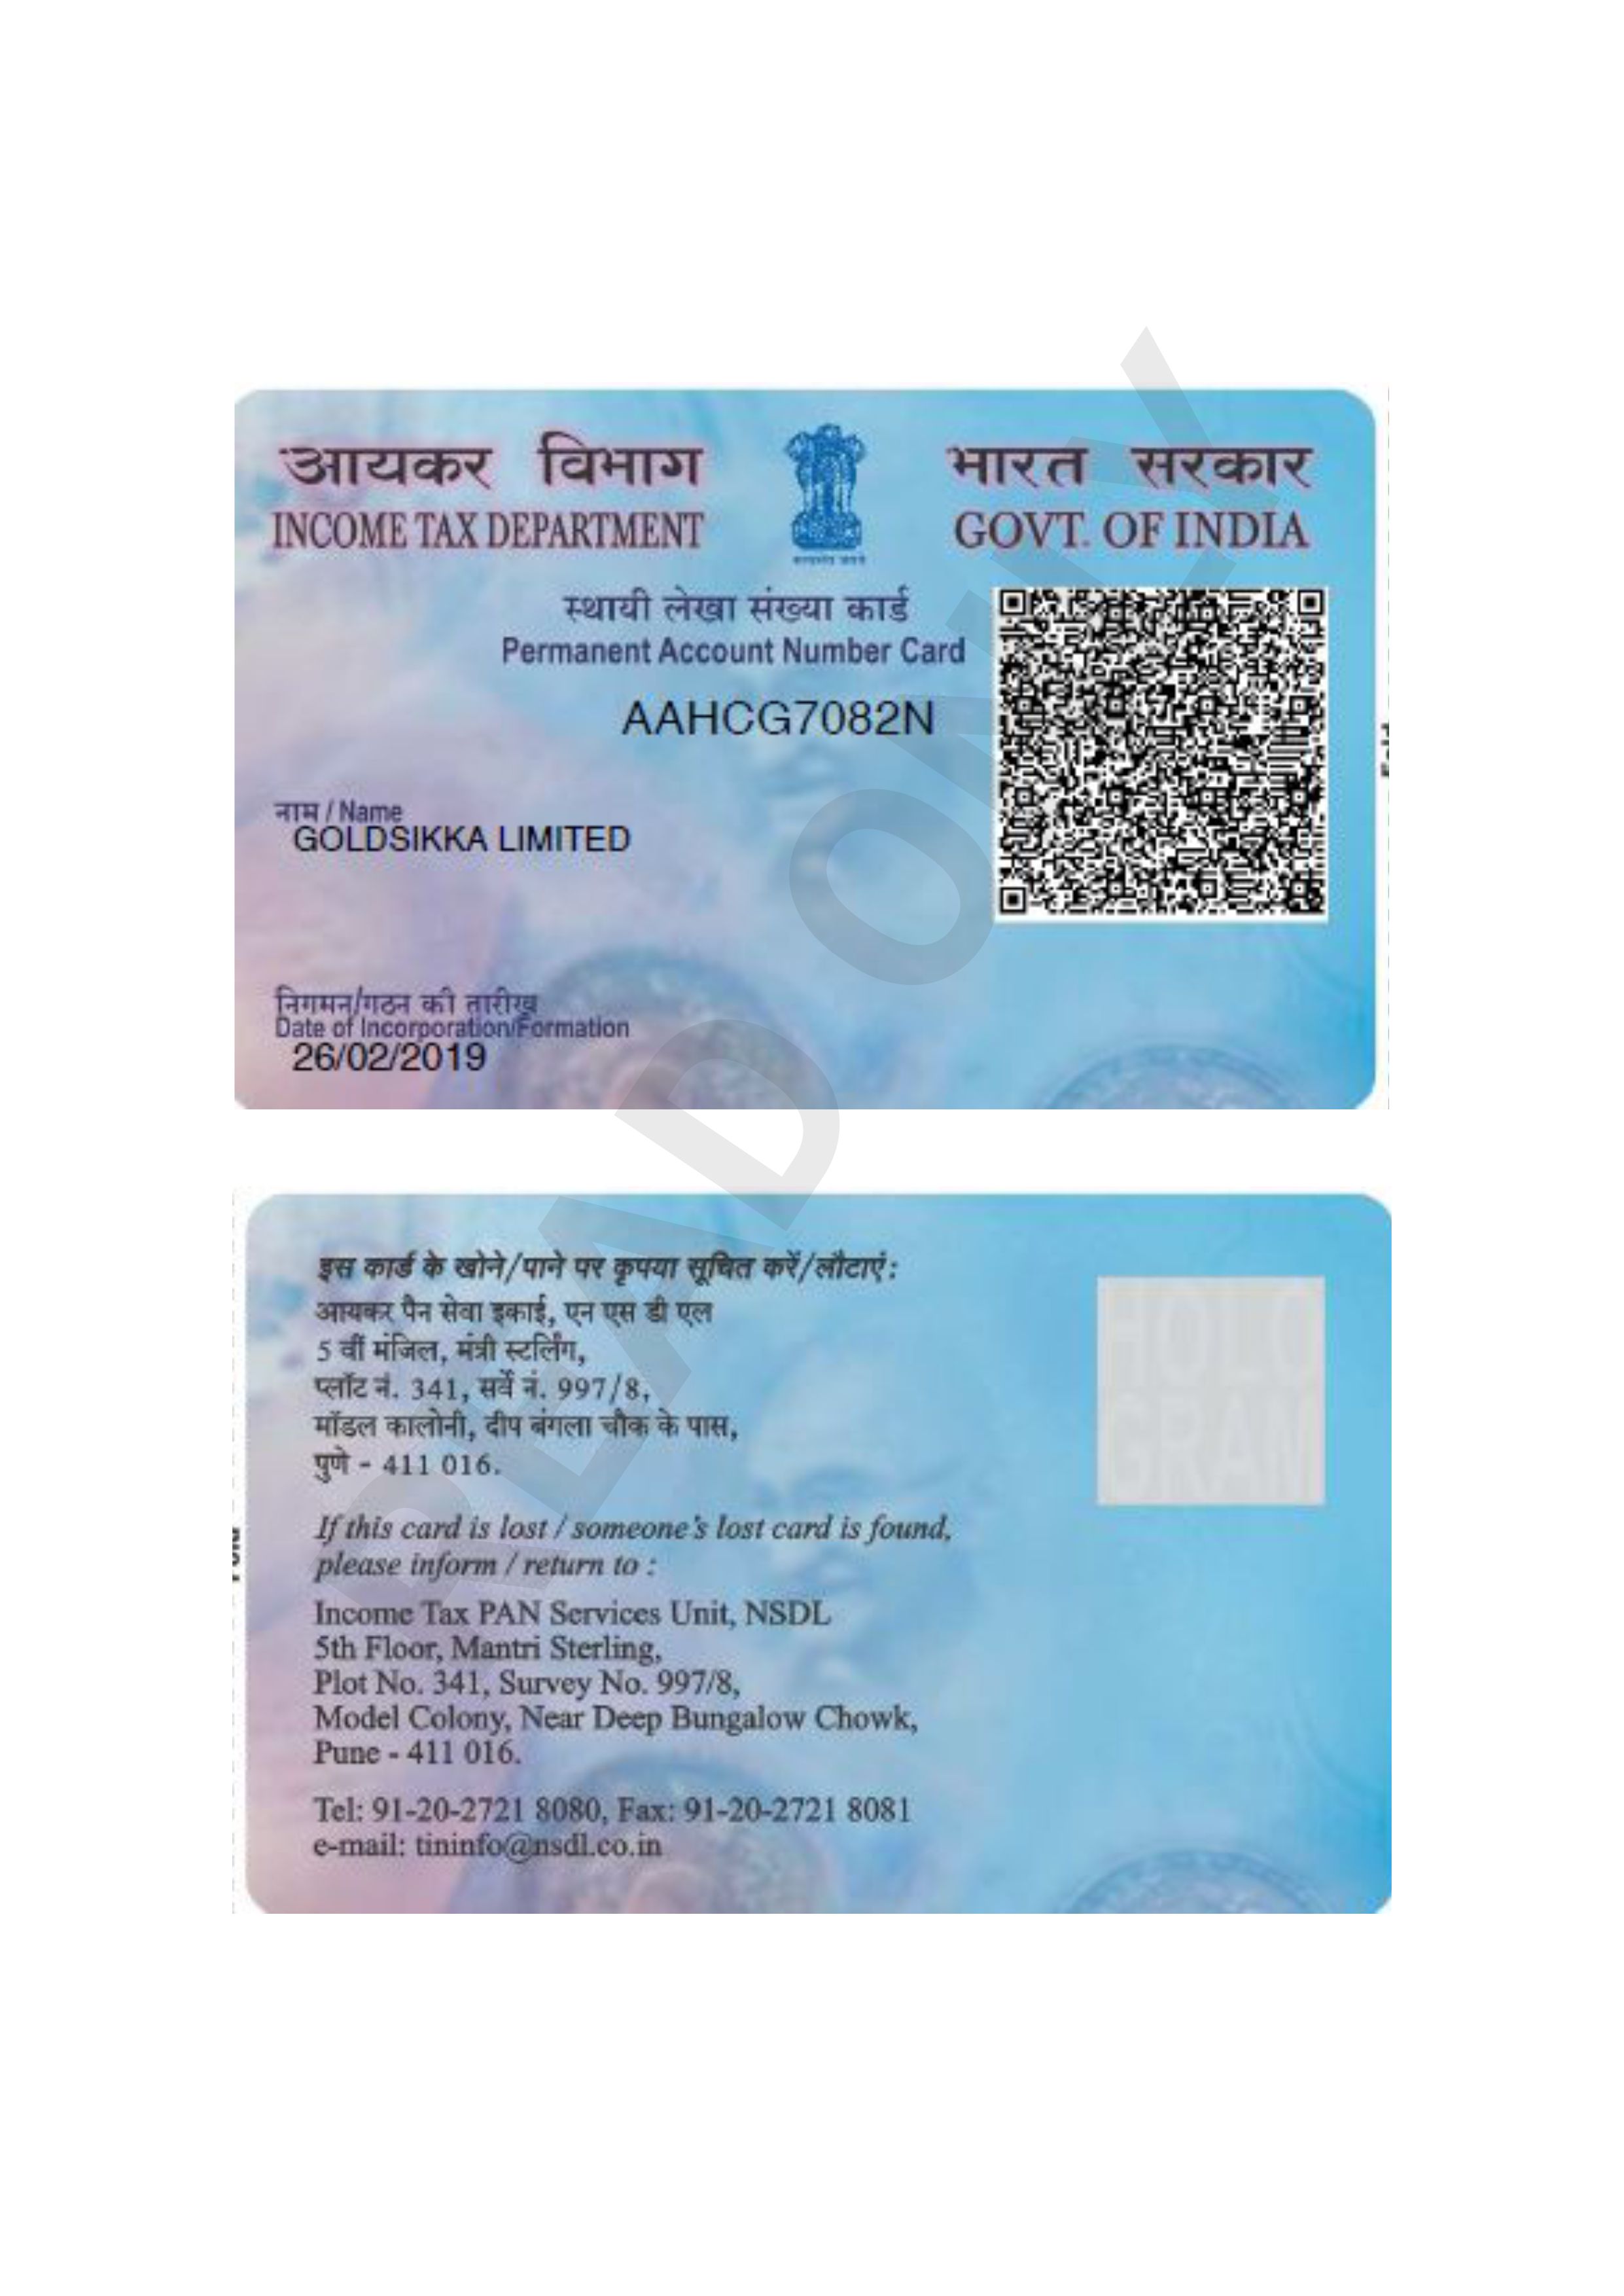 आयकर विभाग
INCOME TAX DEPARTMENT
भारत सरकार
GOVT. OF INDIA
स्थायी लेखा संख्या कार्ड
Permanent Account Number Card
AAHCG7082N
नाम / Name
GOLDSIKKA LIMITED
निगमन/गठन की तारीख
Date of Incorporation/Formation
26/02/2019
READ ONLY
इस कार्ड के खोने/पाने पर कृपया सूचित करें/लौटाएं:
आयकर पैन सेवा इकाई, एन एस डी एल
5 वीं मंजिल, मंत्री स्टर्लिंग,
प्लॉट नं. 341, सर्वे नं. 997/8,
मॉडल कालोनी, दीप बंगला चौक के पास,
पुणे - 411 016.
If this card is lost / someone's lost card is found,
please inform / return to :
Income Tax PAN Services Unit, NSDL
5th Floor, Mantri Sterling,
Plot No. 341, Survey No. 997/8,
Model Colony, Near Deep Bungalow Chowk,
Pune - 411 016.
Tel: 91-20-2721 8080, Fax: 91-20-2721 8081
e-mail: tininfo@nsdl.co.in
HOLO
GRAM